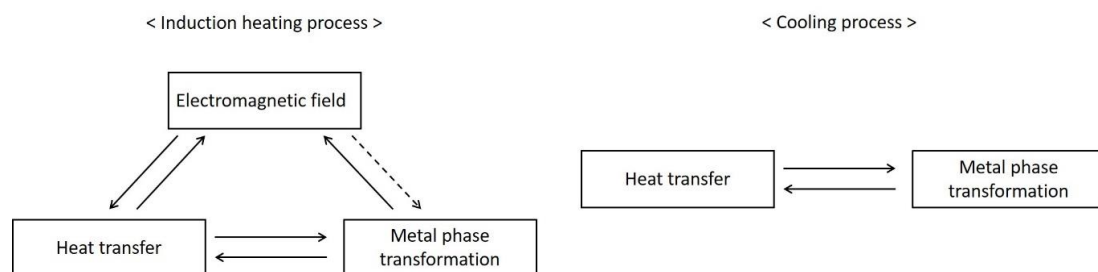 < Induction heating process >
< Cooling process >
Electromagnetic field
Heat transfer
Metal phase
transformation
Heat transfer
Metal phase
transformation